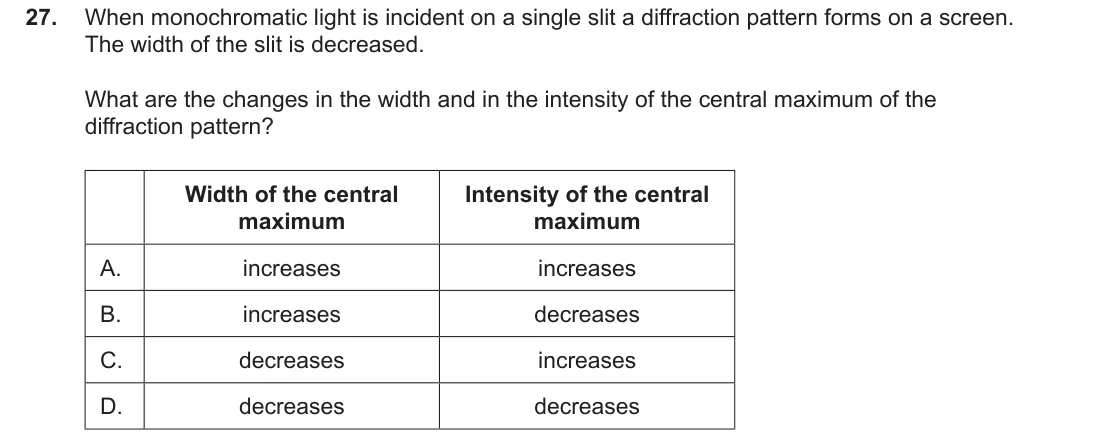 27. When monochromatic light is incident on a single slit a diffraction pattern forms on a screen.
The width of the slit is decreased.
What are the changes in the width and in the intensity of the central maximum of the
diffraction pattern?
Width of the central maximum Intensity of the central maximum
A. increases increases
B. increases decreases
C. decreases increases
D. decreases decreases